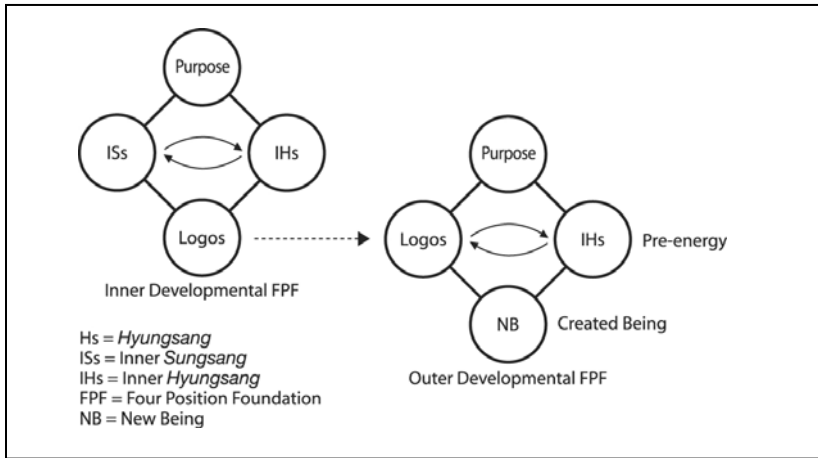 Purpose
ISs
IHs
Logos
Inner Developmental FPF
Purpose
Logos
IHs
Pre-energy
NB
Created Being
Outer Developmental FPF
Hs = Hyungsang
ISs = Inner Sungsang
IHs = Inner Hyungsang
FPF = Four Position Foundation
NB = New Being